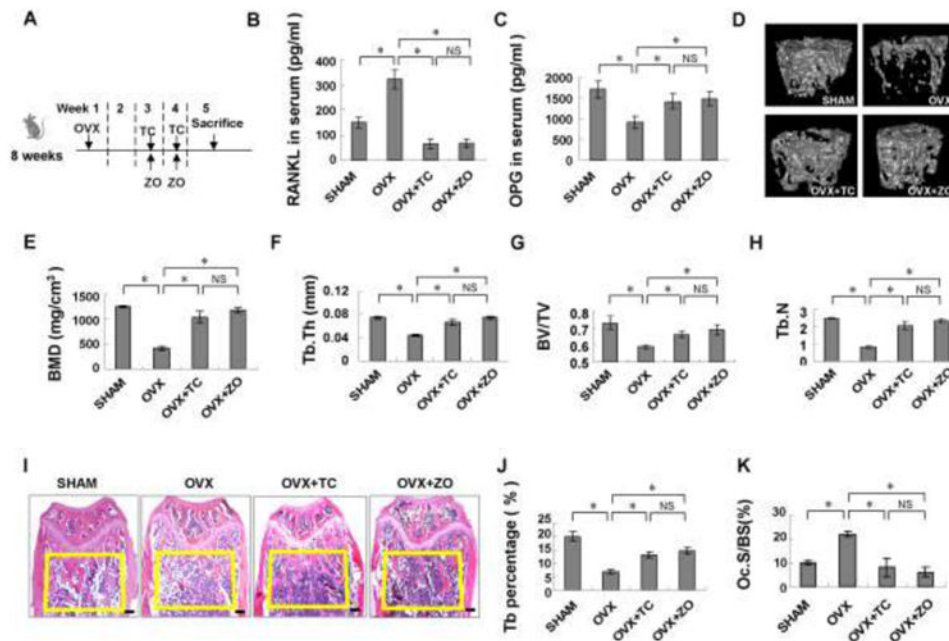 A
Week 1 2 3 4 5
OVX TC TC Sacrifice
8 weeks
ZO ZO
B
RANKL in serum (pg/ml)
400
300
200
100
0
* * * NS
SHAM OVX OVX+TC OVX+ZO
C
OPG in serum (pg/ml)
2000
1500
1000
500
0
* * * NS
SHAM OVX OVX+TC OVX+ZO
D
SHAM OVX
OVX+TC OVX+ZO
E
BMD (mg/cm³)
1500
1000
500
0
* * * NS
SHAM OVX OVX+TC OVX+ZO
F
Tb.Th (mm)
0.12
0.08
0.04
0
* * * NS
SHAM OVX OVX+TC OVX+ZO
G
BV/TV
0.8
0.7
0.6
0.5
* * * NS
SHAM OVX OVX+TC OVX+ZO
H
Tb.N
3
2
1
0
* * * NS
SHAM OVX OVX+TC OVX+ZO
I
SHAM OVX OVX+TC OVX+ZO
J
Tb percentage ( % )
25
20
15
10
5
0
* * * NS
SHAM OVX OVX+TC OVX+ZO
K
Oc.S/BS(%)
30
20
10
0
* * * NS
SHAM OVX OVX+TC OVX+ZO